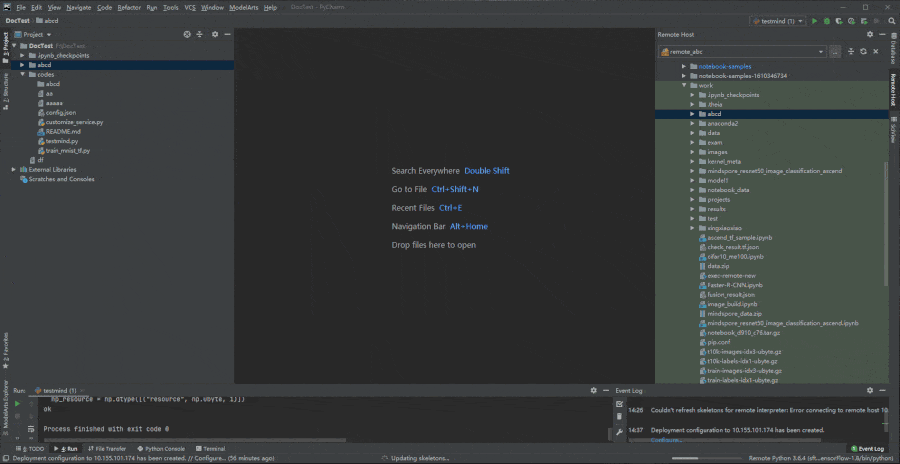 File Edit View Navigate Code Refactor Run Tools VCS Window ModelArts Help DocTest - PyCharm
DocTest abcd
testmind (1)
Project
DocTest
.ipynb_checkpoints
abcd
codes
abcd
aa
aaaaa
config.json
customize_service.py
README.md
testmind.py
train_mnist_tf.py
df
External Libraries
Scratches and Consoles
1: Project
7: Structure
2: Favorites
ModelArts Explorer
Search Everywhere Double Shift
Go to File Ctrl+Shift+N
Recent Files Ctrl+E
Navigation Bar Alt+Home
Drop files here to open
Remote Host
remote_abc
notebook-samples
notebook-samples-1610346734
work
.ipynb_checkpoints
.theia
abcd
anaconda2
data
exam
images
kernel_meta
mindspore_resnet50_image_classification_ascend
model1
notebook_data
projects
results
test
xingxiaoxiao
ascend_tf_sample.ipynb
check_result.tf.json
cifar10_me100.ipynb
data.zip
exec-remote-new
Faster-R-CNN.ipynb
fusion_result.json
image_build.ipynb
mindspore_data.zip
mindspore_resnet50_image_classification_ascend.ipynb
notebook_d910_c76.tar.gz
pip.conf
t10k-images-idx3-ubyte.gz
t10k-labels-idx1-ubyte.gz
train-images-idx3-ubyte.gz
train-labels-idx1-ubyte.gz
Database
Remote Host
SciView
Run: testmind (1)
np_resource = np.dtype([("resource", np.ubyte, 1)])
ok
Process finished with exit code 0
Event Log
14:28 Couldn't refresh skeletons for remote interpreter: Error connecting to remote host 10
14:37 Deployment configuration to 10.155.101.174 has been created.
Configure...
6: TODO 4: Run File Transfer Python Console Terminal
Event Log
Deployment configuration to 10.155.101.174 has been created. // Configure... (56 minutes ago)
Updating skeletons...
Remote Python 3.6.4 (sft...ensorFlow-1.8/bin/python)